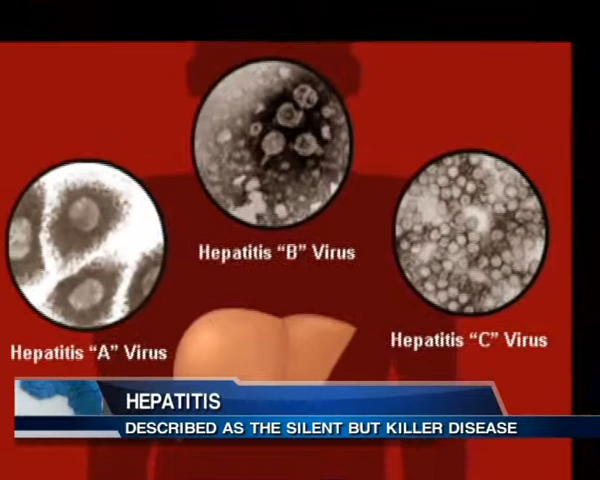 Hepatitis “B” Virus
Hepatitis “C” Virus
Hepatitis “A” Virus
HEPATITIS
DESCRIBED AS THE SILENT BUT KILLER DISEASE